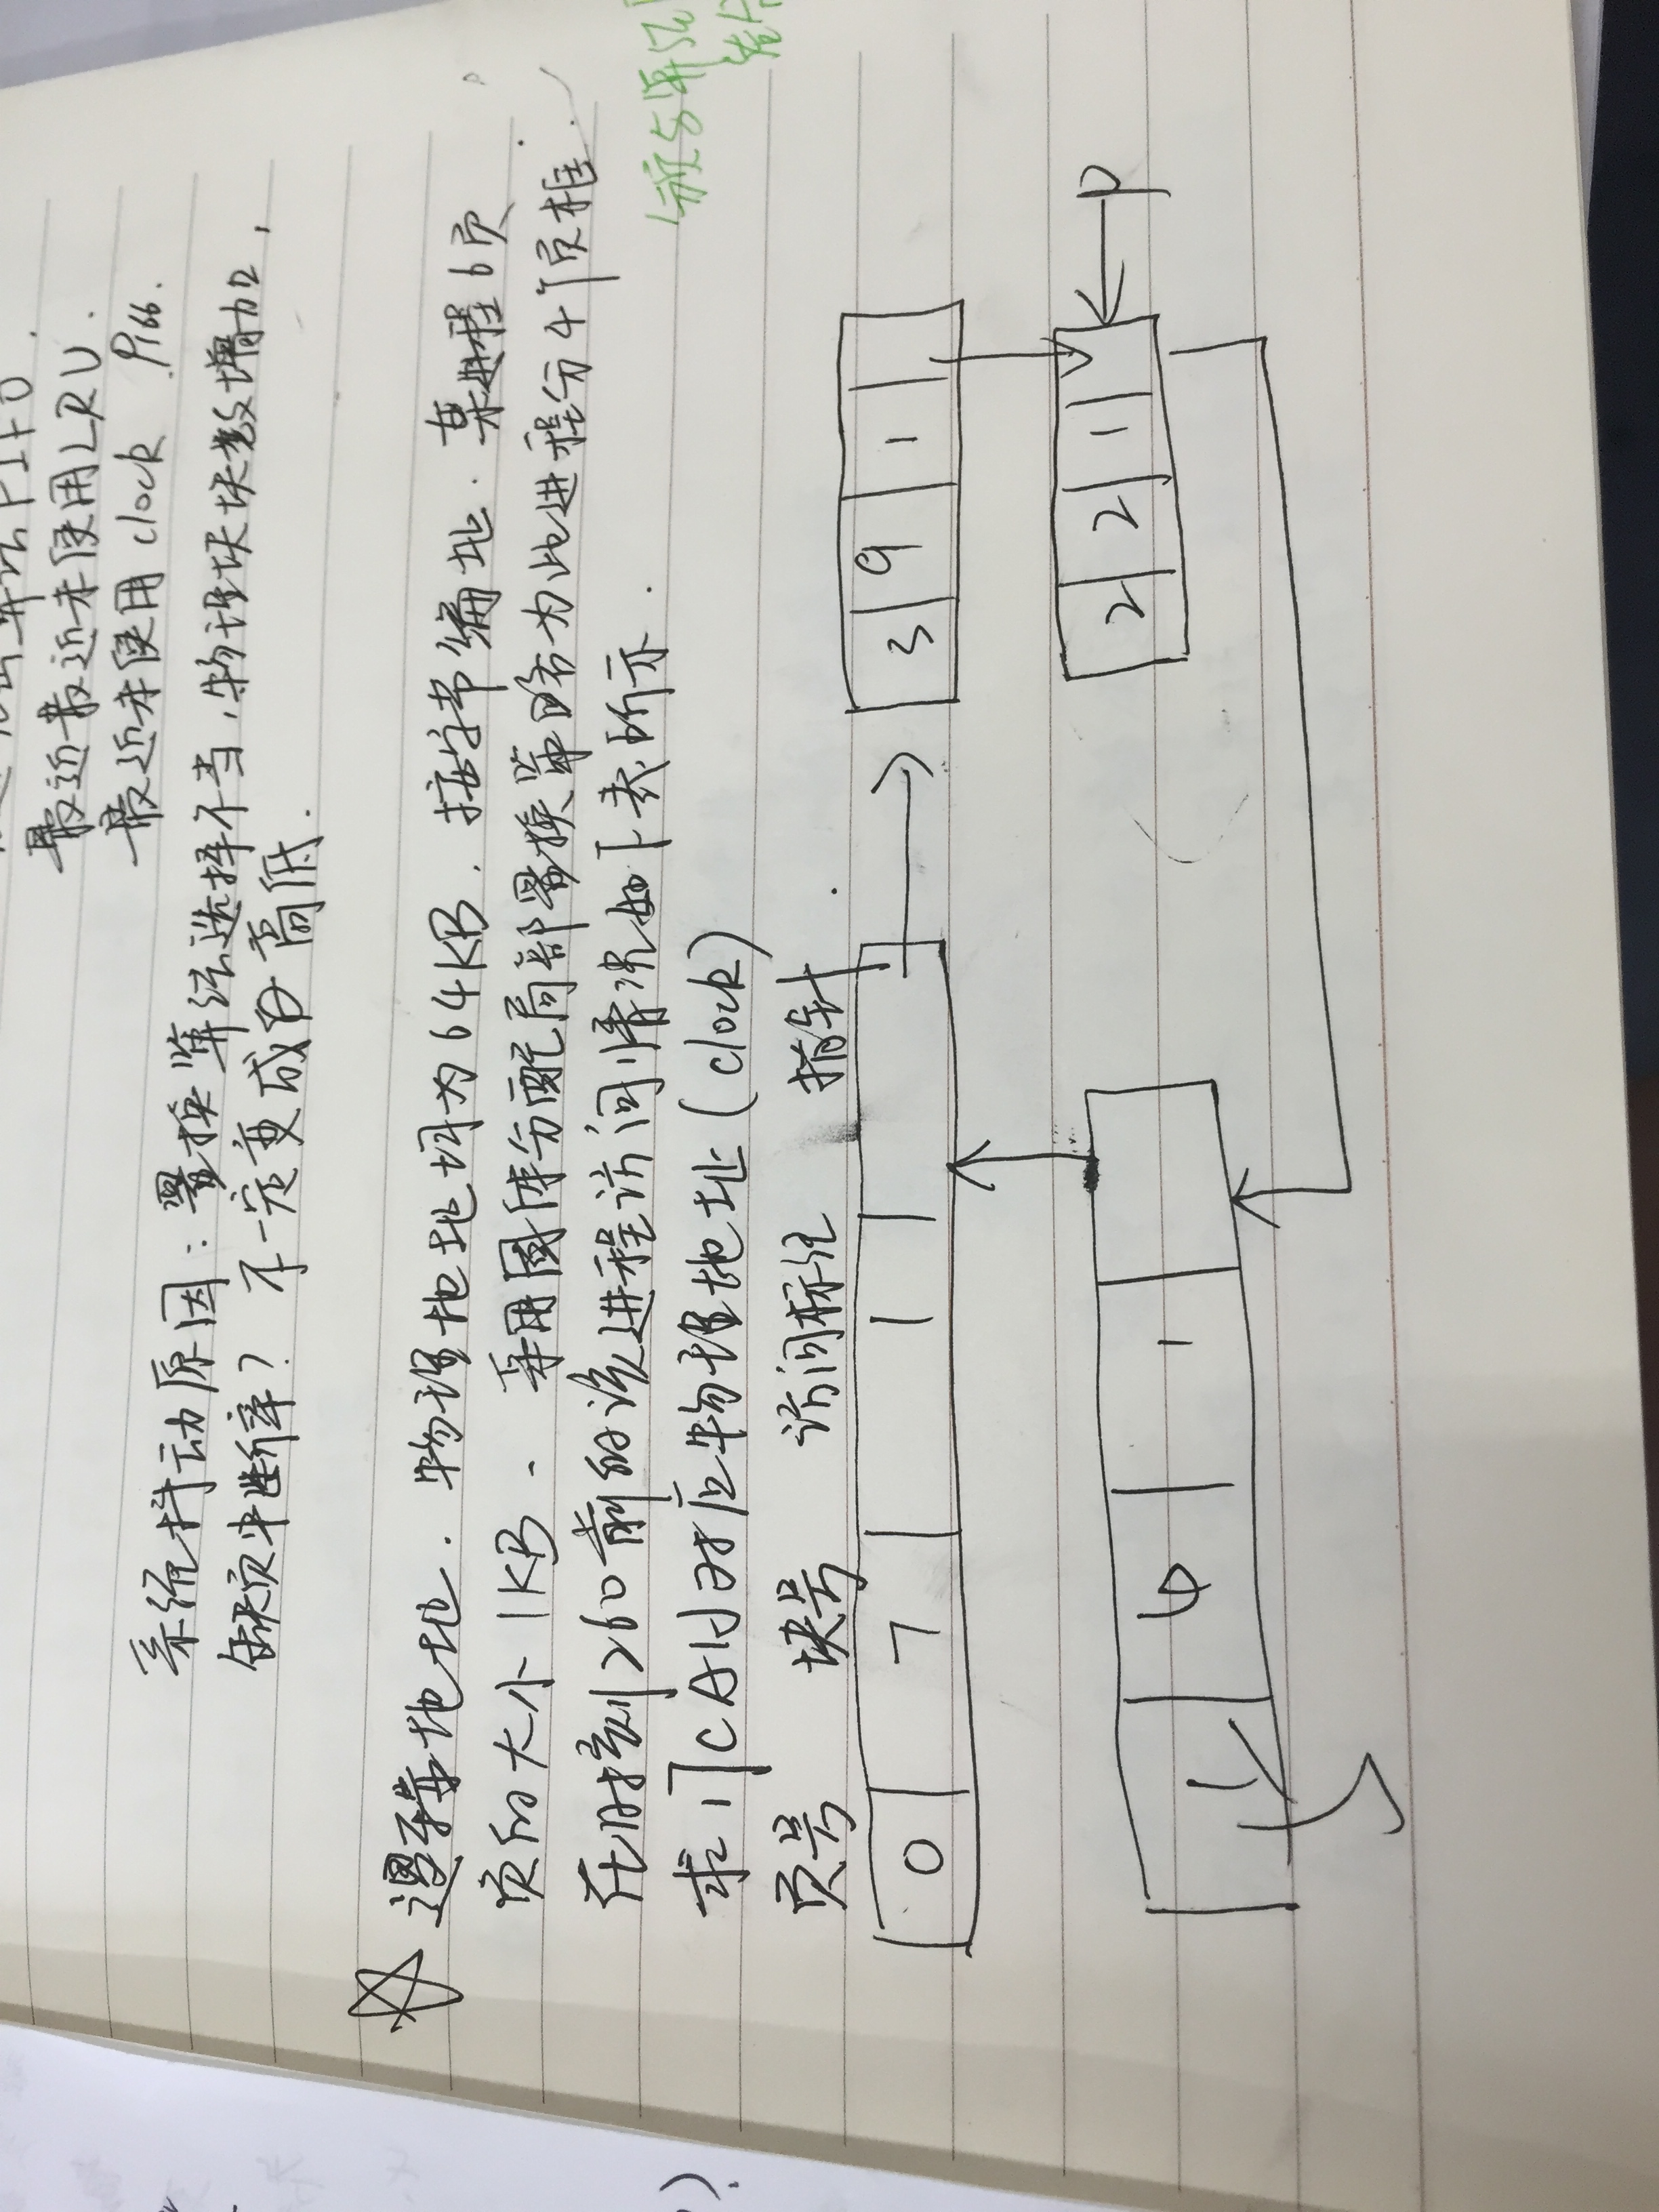 最近最近未使用LRU.
最近未使用 clock P166.
系统抖动原因:置换算法选择不当,物理块块数增加,
缺页中断率? 不一定变成高低.
逻辑地址.物理地址均为64KB.按字节编址.某进程6页
页的大小1KB.采用固定分配局部置换策略为此进程分4个页框.
在时刻260前的该进程访问情况如下表所示.
求17CAH对应物理地址(clock)
页号 块号 访问标记 指针
0 7 1
3 9 1
2 2 1
P
4 1
5